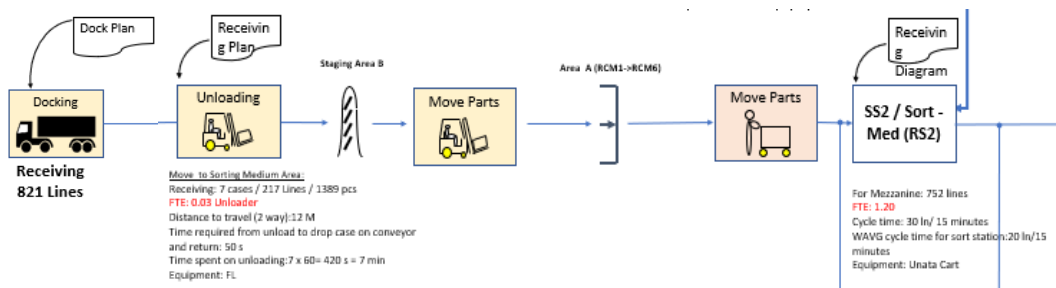 Dock Plan
Receivin
g Plan
Docking
Receiving
821 Lines
Unloading
Staging Area B
Move Parts
Area A (RCM1->RCM6)
Move Parts
Receivin
g
Diagram
SS2 / Sort -
Med (RS2)
Move to Sorting Medium Area:
Receiving: 7 cases / 217 Lines / 1389 pcs
FTE: 0.03 Unloader
Distance to travel (2 way):12 M
Time required from unload to drop case on conveyor
and return: 50 s
Time spent on unloading:7 x 60= 420 s = 7 min
Equipment: FL
For Mezzanine: 752 lines
FTE: 1.20
Cycle time: 30 ln/ 15 minutes
WAVG cycle time for sort station:20 ln/15
minutes
Equipment: Unata Cart